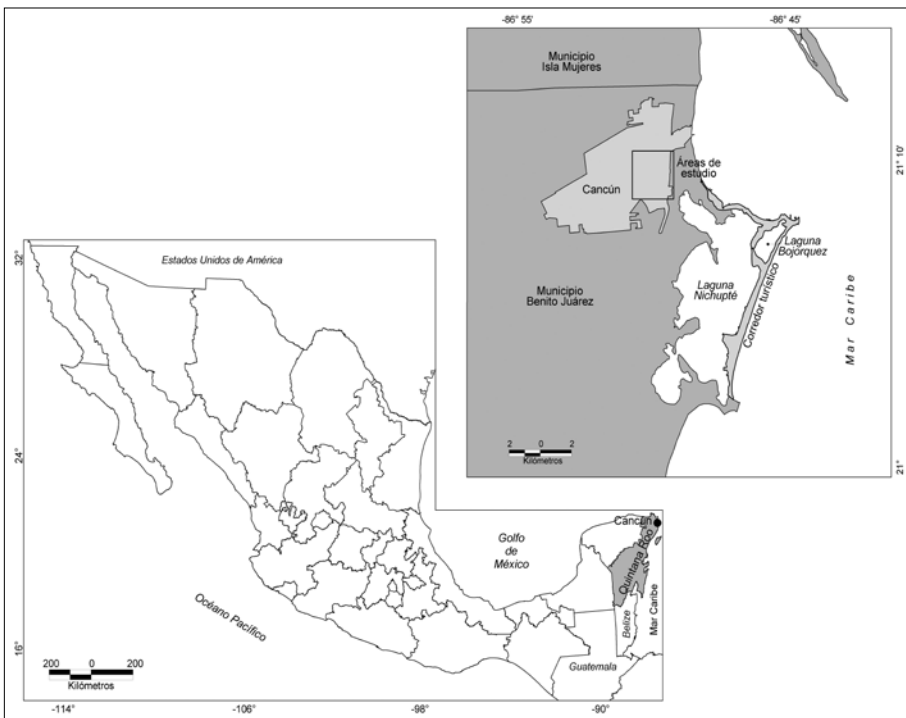 -86° 55'
-86° 45'
Municipio
Isla Mujeres
21° 10'
Áreas de
estudio
Cancún
Laguna
Bojorquez
Laguna
Nichupté
Corredor turístico
Municipio
Benito Juárez
Mar Caribe
2 0 2
Kilómetros
21°
32°
Estados Unidos de América
24°
Cancún
Golfo
de
México
Quintana Roo
Mar Caribe
Belize
Océano Pacífico
16°
Guatemala
200 0 200
Kilómetros
-114°
-106°
-98°
-90°